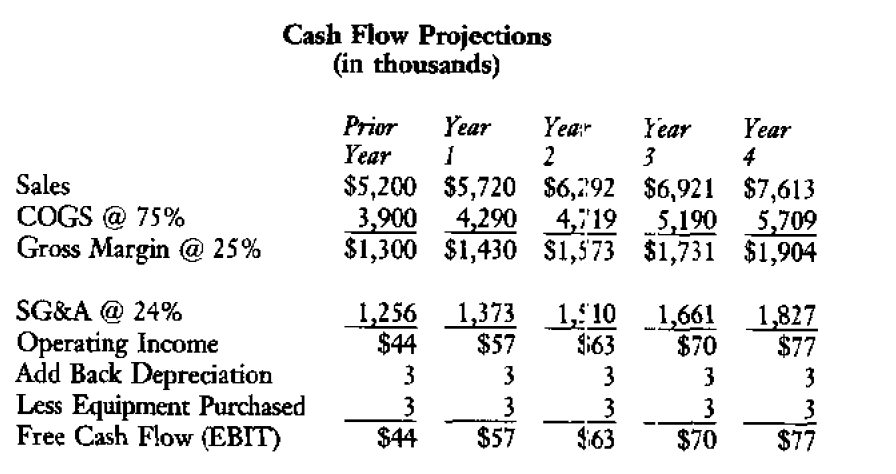 Cash Flow Projections
(in thousands)
Prior Year Year Year Year
Year 1 2 3 4
Sales $5,200 $5,720 $6,292 $6,921 $7,613
COGS @ 75% 3,900 4,290 4,719 5,190 5,709
Gross Margin @ 25% $1,300 $1,430 $1,573 $1,731 $1,904
SG&A @ 24% 1,256 1,373 1,510 1,661 1,827
Operating Income $44 $57 $63 $70 $77
Add Back Depreciation 3 3 3 3 3
Less Equipment Purchased 3 3 3 3 3
Free Cash Flow (EBIT) $44 $57 $63 $70 $77